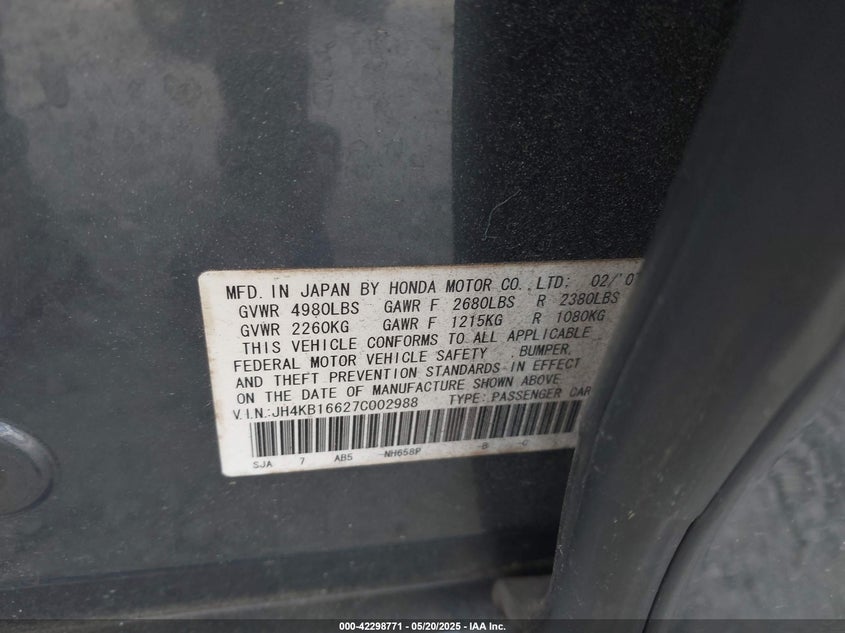 MFD. IN JAPAN BY HONDA MOTOR CO., LTD: 02/'07
GVWR 4980LBS GAWR F 2680LBS R 2380LBS
GVWR 2260KG GAWR F 1215KG R 1080KG
THIS VEHICLE CONFORMS TO ALL APPLICABLE
FEDERAL MOTOR VEHICLE SAFETY , BUMPER,
AND THEFT PREVENTION STANDARDS IN EFFECT
ON THE DATE OF MANUFACTURE SHOWN ABOVE
V.I.N.:JH4KB16627C002988 TYPE: PASSENGER CAR
SJA 7 AB5 -NH658P -B -C
000-42298771 — 05/20/2025 — IAA Inc.